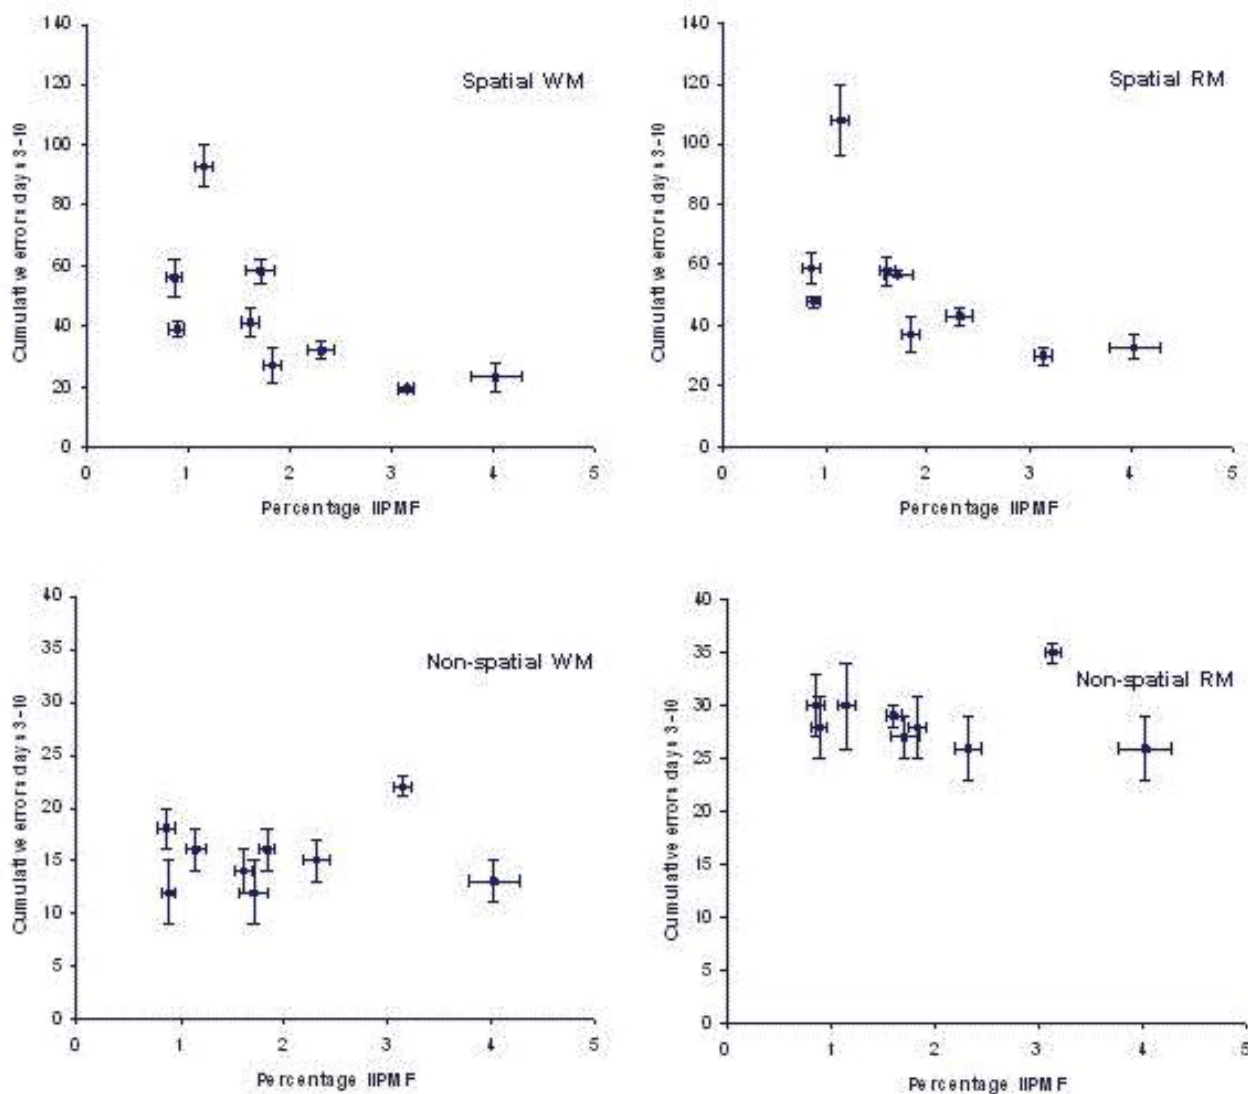 140
120
100
80
60
40
20
0
0 1 2 3 4 5
Cumulative errors days 3-10
Percentage IIPMF
Spatial WM
140
120
100
80
60
40
20
0
0 1 2 3 4 5
Cumulative errors days 3-10
Percentage IIPMF
Spatial RM
40
35
30
25
20
15
10
5
0
0 1 2 3 4 5
Cumulative errors days 3-10
Percentage IIPMF
Non-spatial WM
40
35
30
25
20
15
10
5
0
0 1 2 3 4 5
Cumulative errors days 3-10
Percentage IIPMF
Non-spatial RM